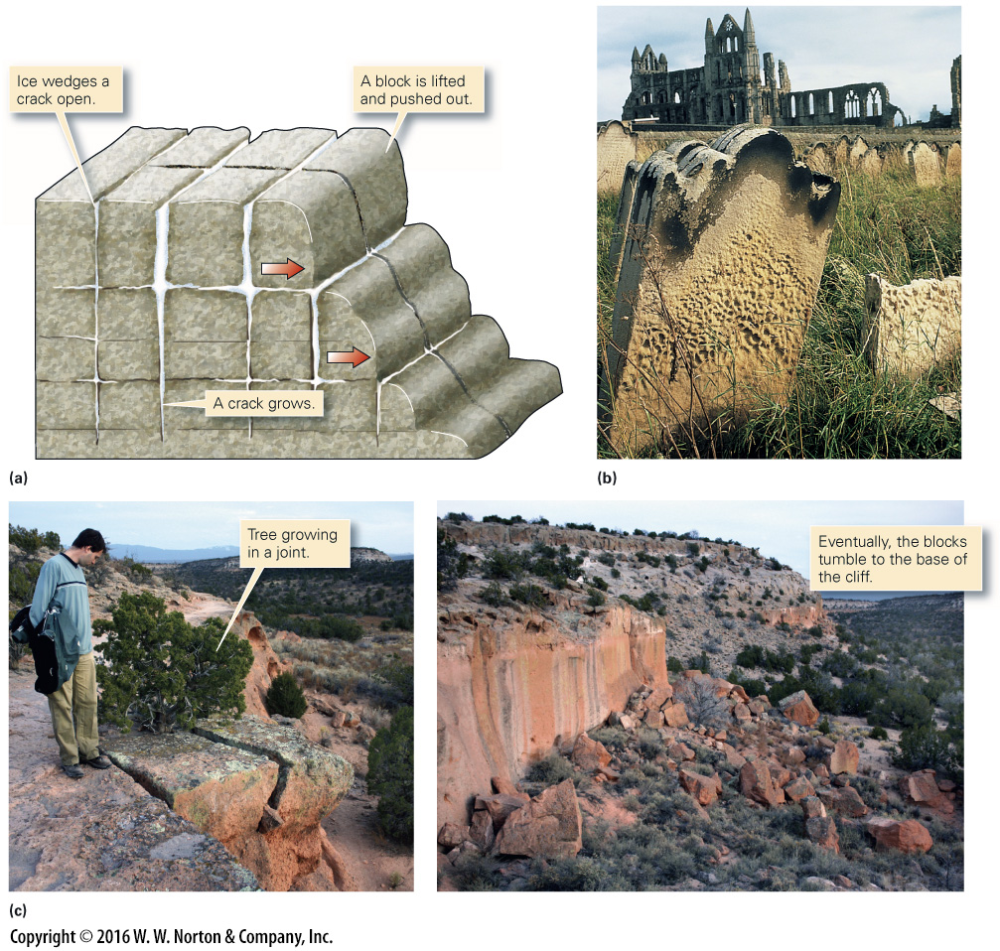 Ice wedges a
crack open.
A block is lifted
and pushed out.
A crack grows.
(a)
(b)
Tree growing
in a joint.
Eventually, the blocks
tumble to the base of
the cliff.
(c)
Copyright © 2016 W. W. Norton & Company, Inc.